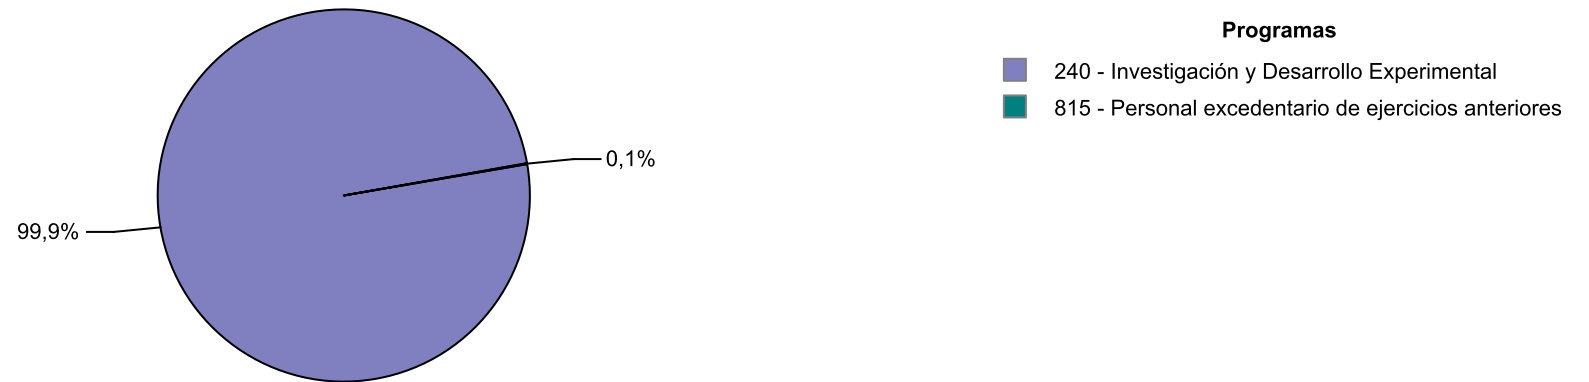 Programas
240 - Investigación y Desarrollo Experimental
815 - Personal excedentario de ejercicios anteriores
0,1%
99,9%